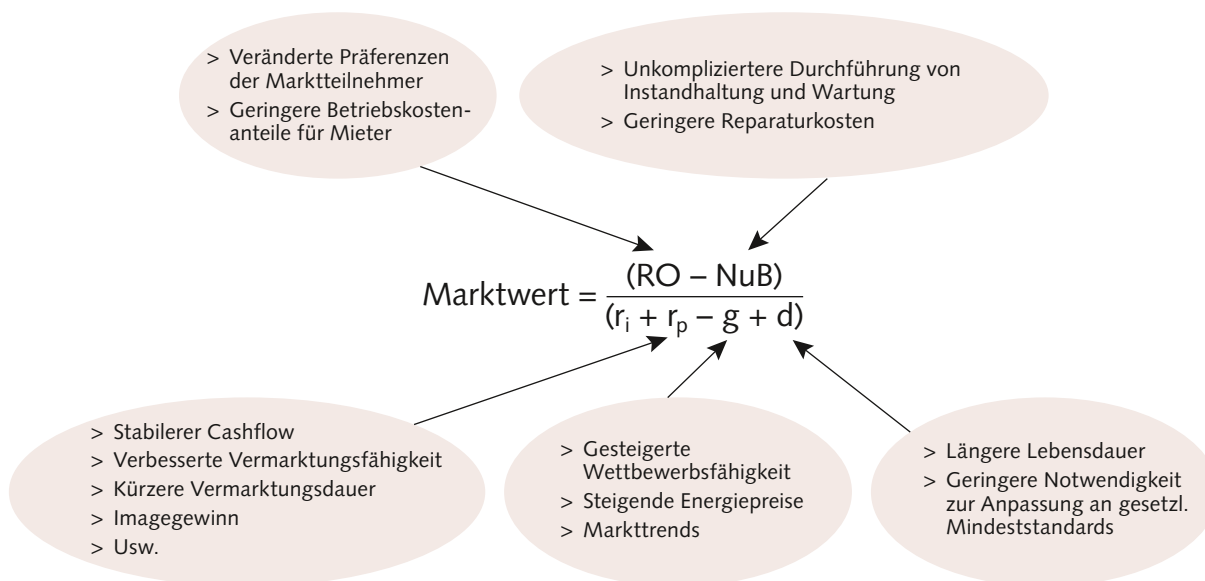 > Veränderte Präferenzen
der Marktteilnehmer
> Geringere Betriebskosten-
anteile für Mieter
> Unkompliziertere Durchführung von
Instandhaltung und Wartung
> Geringere Reparaturkosten
Marktwert = (RO – NuB)
(rᵢ + rₚ – g + d)
> Stabilerer Cashflow
> Verbesserte Vermarktungsfähigkeit
> Kürzere Vermarktungsdauer
> Imagegewinn
> Usw.
> Gesteigerte
Wettbewerbsfähigkeit
> Steigende Energiepreise
> Markttrends
> Längere Lebensdauer
> Geringere Notwendigkeit
zur Anpassung an gesetzl.
Mindeststandards